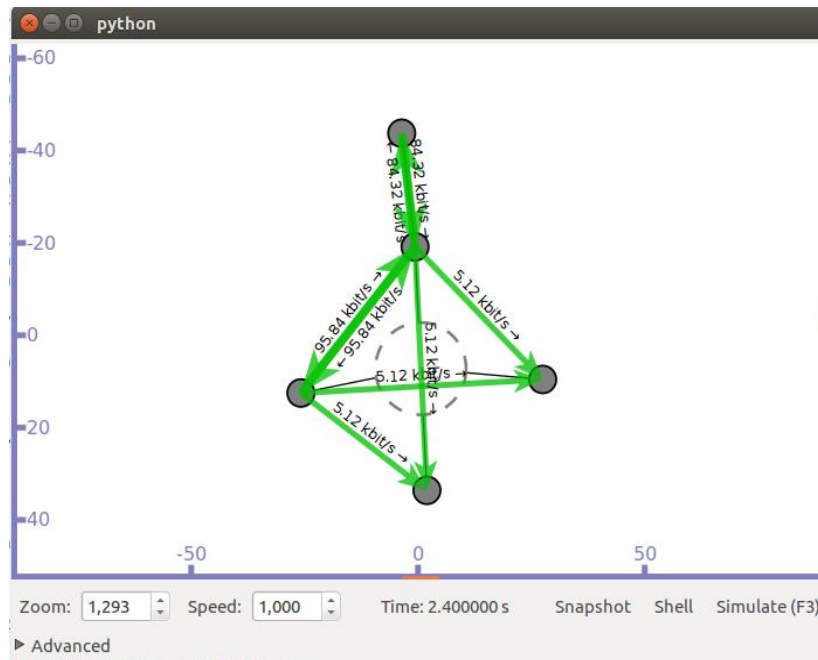 python
-60
-40
-20
0
20
40
84.32 kbit/s →
← 84.32 kbit/s
95.84 kbit/s →
← 95.84 kbit/s
5.12 kbit/s →
5.12 kbit/s →
5.12 kbit/s →
5.12 kbit/s →
-50
0
50
Zoom: 1,293 Speed: 1,000 Time: 2.400000 s Snapshot Shell Simulate (F3)
Advanced